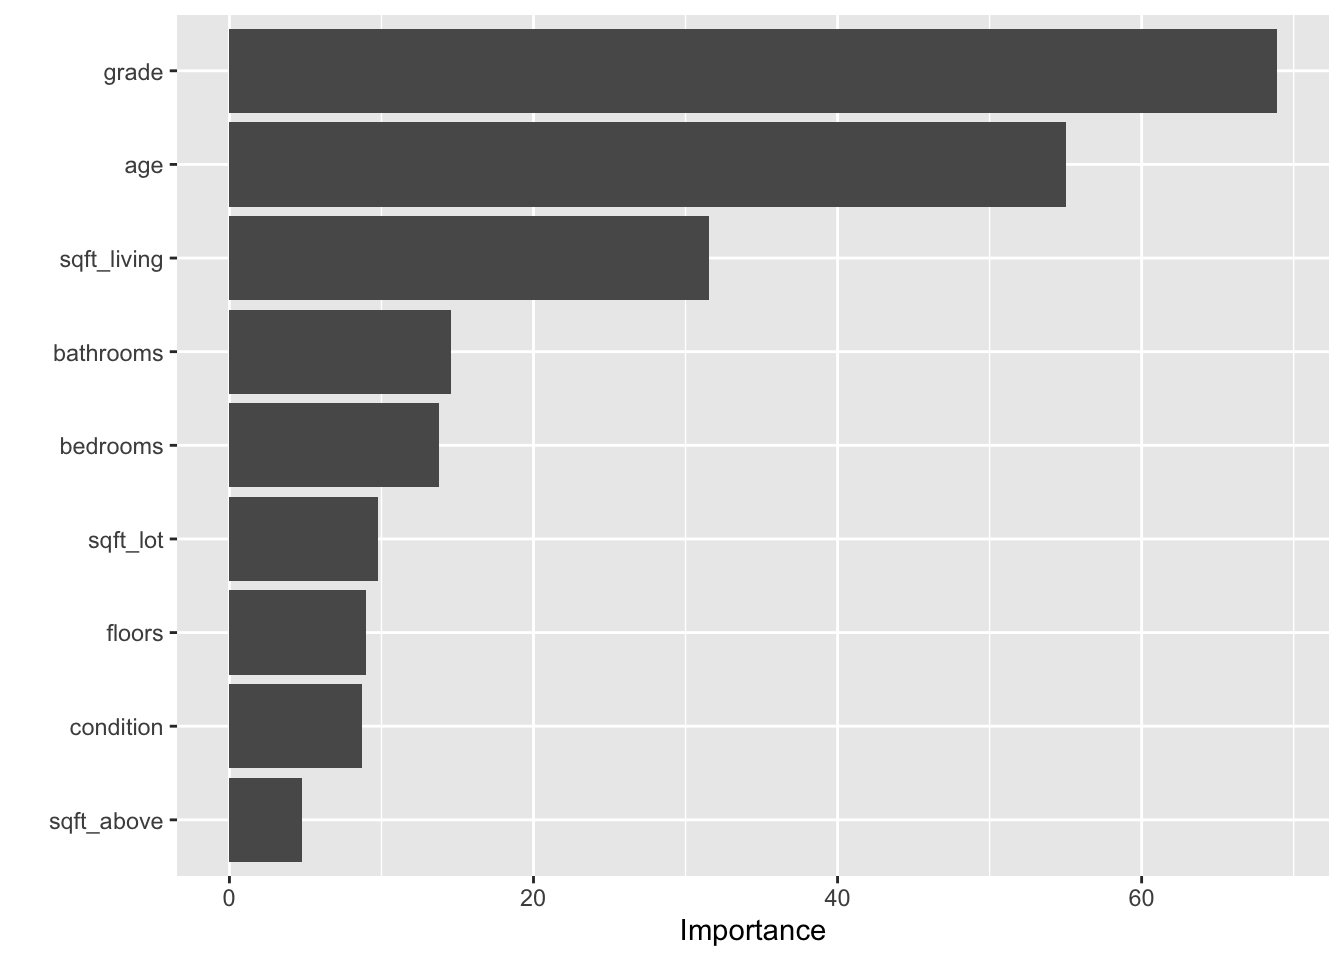 grade
age
sqft_living
bathrooms
bedrooms
sqft_lot
floors
condition
sqft_above
0 20 40 60
Importance